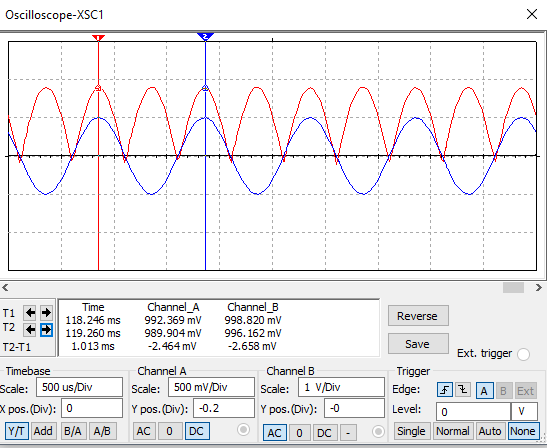 Oscilloscope-XSC1
1 2
T1
T2
T2-T1
Time Channel_A Channel_B
118.246 ms 992.369 mV 998.820 mV
119.260 ms 989.904 mV 996.162 mV
1.013 ms -2.464 mV -2.658 mV
Reverse
Save
Ext. trigger
Timebase
Scale: 500 us/Div
X pos.(Div): 0
Y/T Add B/A A/B
Channel A
Scale: 500 mV/Div
Y pos.(Div): -0.2
AC 0 DC
Channel B
Scale: 1 V/Div
Y pos.(Div): -0
AC 0 DC -
Trigger
Edge: A B Ext
Level: 0 V
Single Normal Auto None